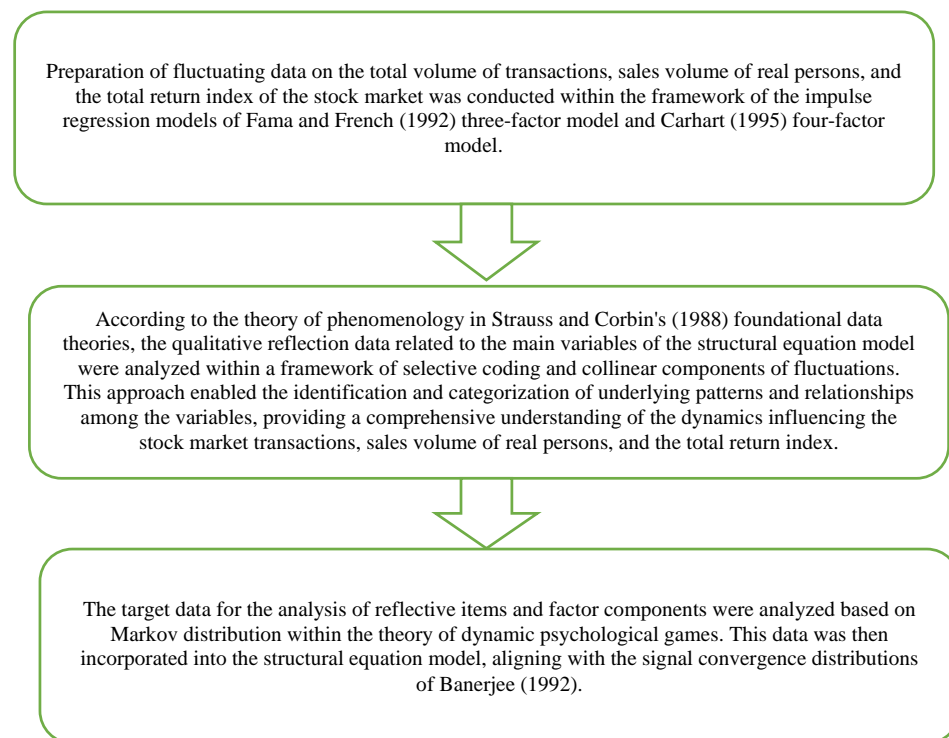 Preparation of fluctuating data on the total volume of transactions, sales volume of real persons, and
the total return index of the stock market was conducted within the framework of the impulse
regression models of Fama and French (1992) three-factor model and Carhart (1995) four-factor
model.
According to the theory of phenomenology in Strauss and Corbin's (1988) foundational data
theories, the qualitative reflection data related to the main variables of the structural equation model
were analyzed within a framework of selective coding and collinear components of fluctuations.
This approach enabled the identification and categorization of underlying patterns and relationships
among the variables, providing a comprehensive understanding of the dynamics influencing the
stock market transactions, sales volume of real persons, and the total return index.
The target data for the analysis of reflective items and factor components were analyzed based on
Markov distribution within the theory of dynamic psychological games. This data was then
incorporated into the structural equation model, aligning with the signal convergence distributions
of Banerjee (1992).